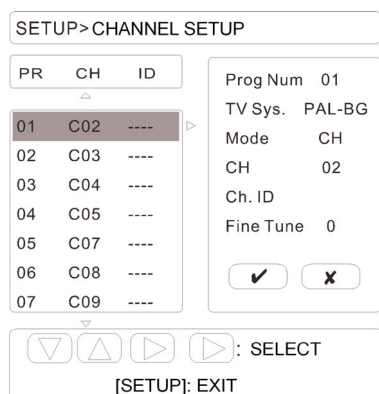 SETUP>CHANNEL SETUP
PR CH ID
01 C02 ----
02 C03 ----
03 C04 ----
04 C05 ----
05 C07 ----
06 C08 ----
07 C09 ----
Prog Num 01
TV Sys. PAL-BG
Mode CH
CH 02
Ch. ID
Fine Tune 0
: SELECT
[SETUP]: EXIT